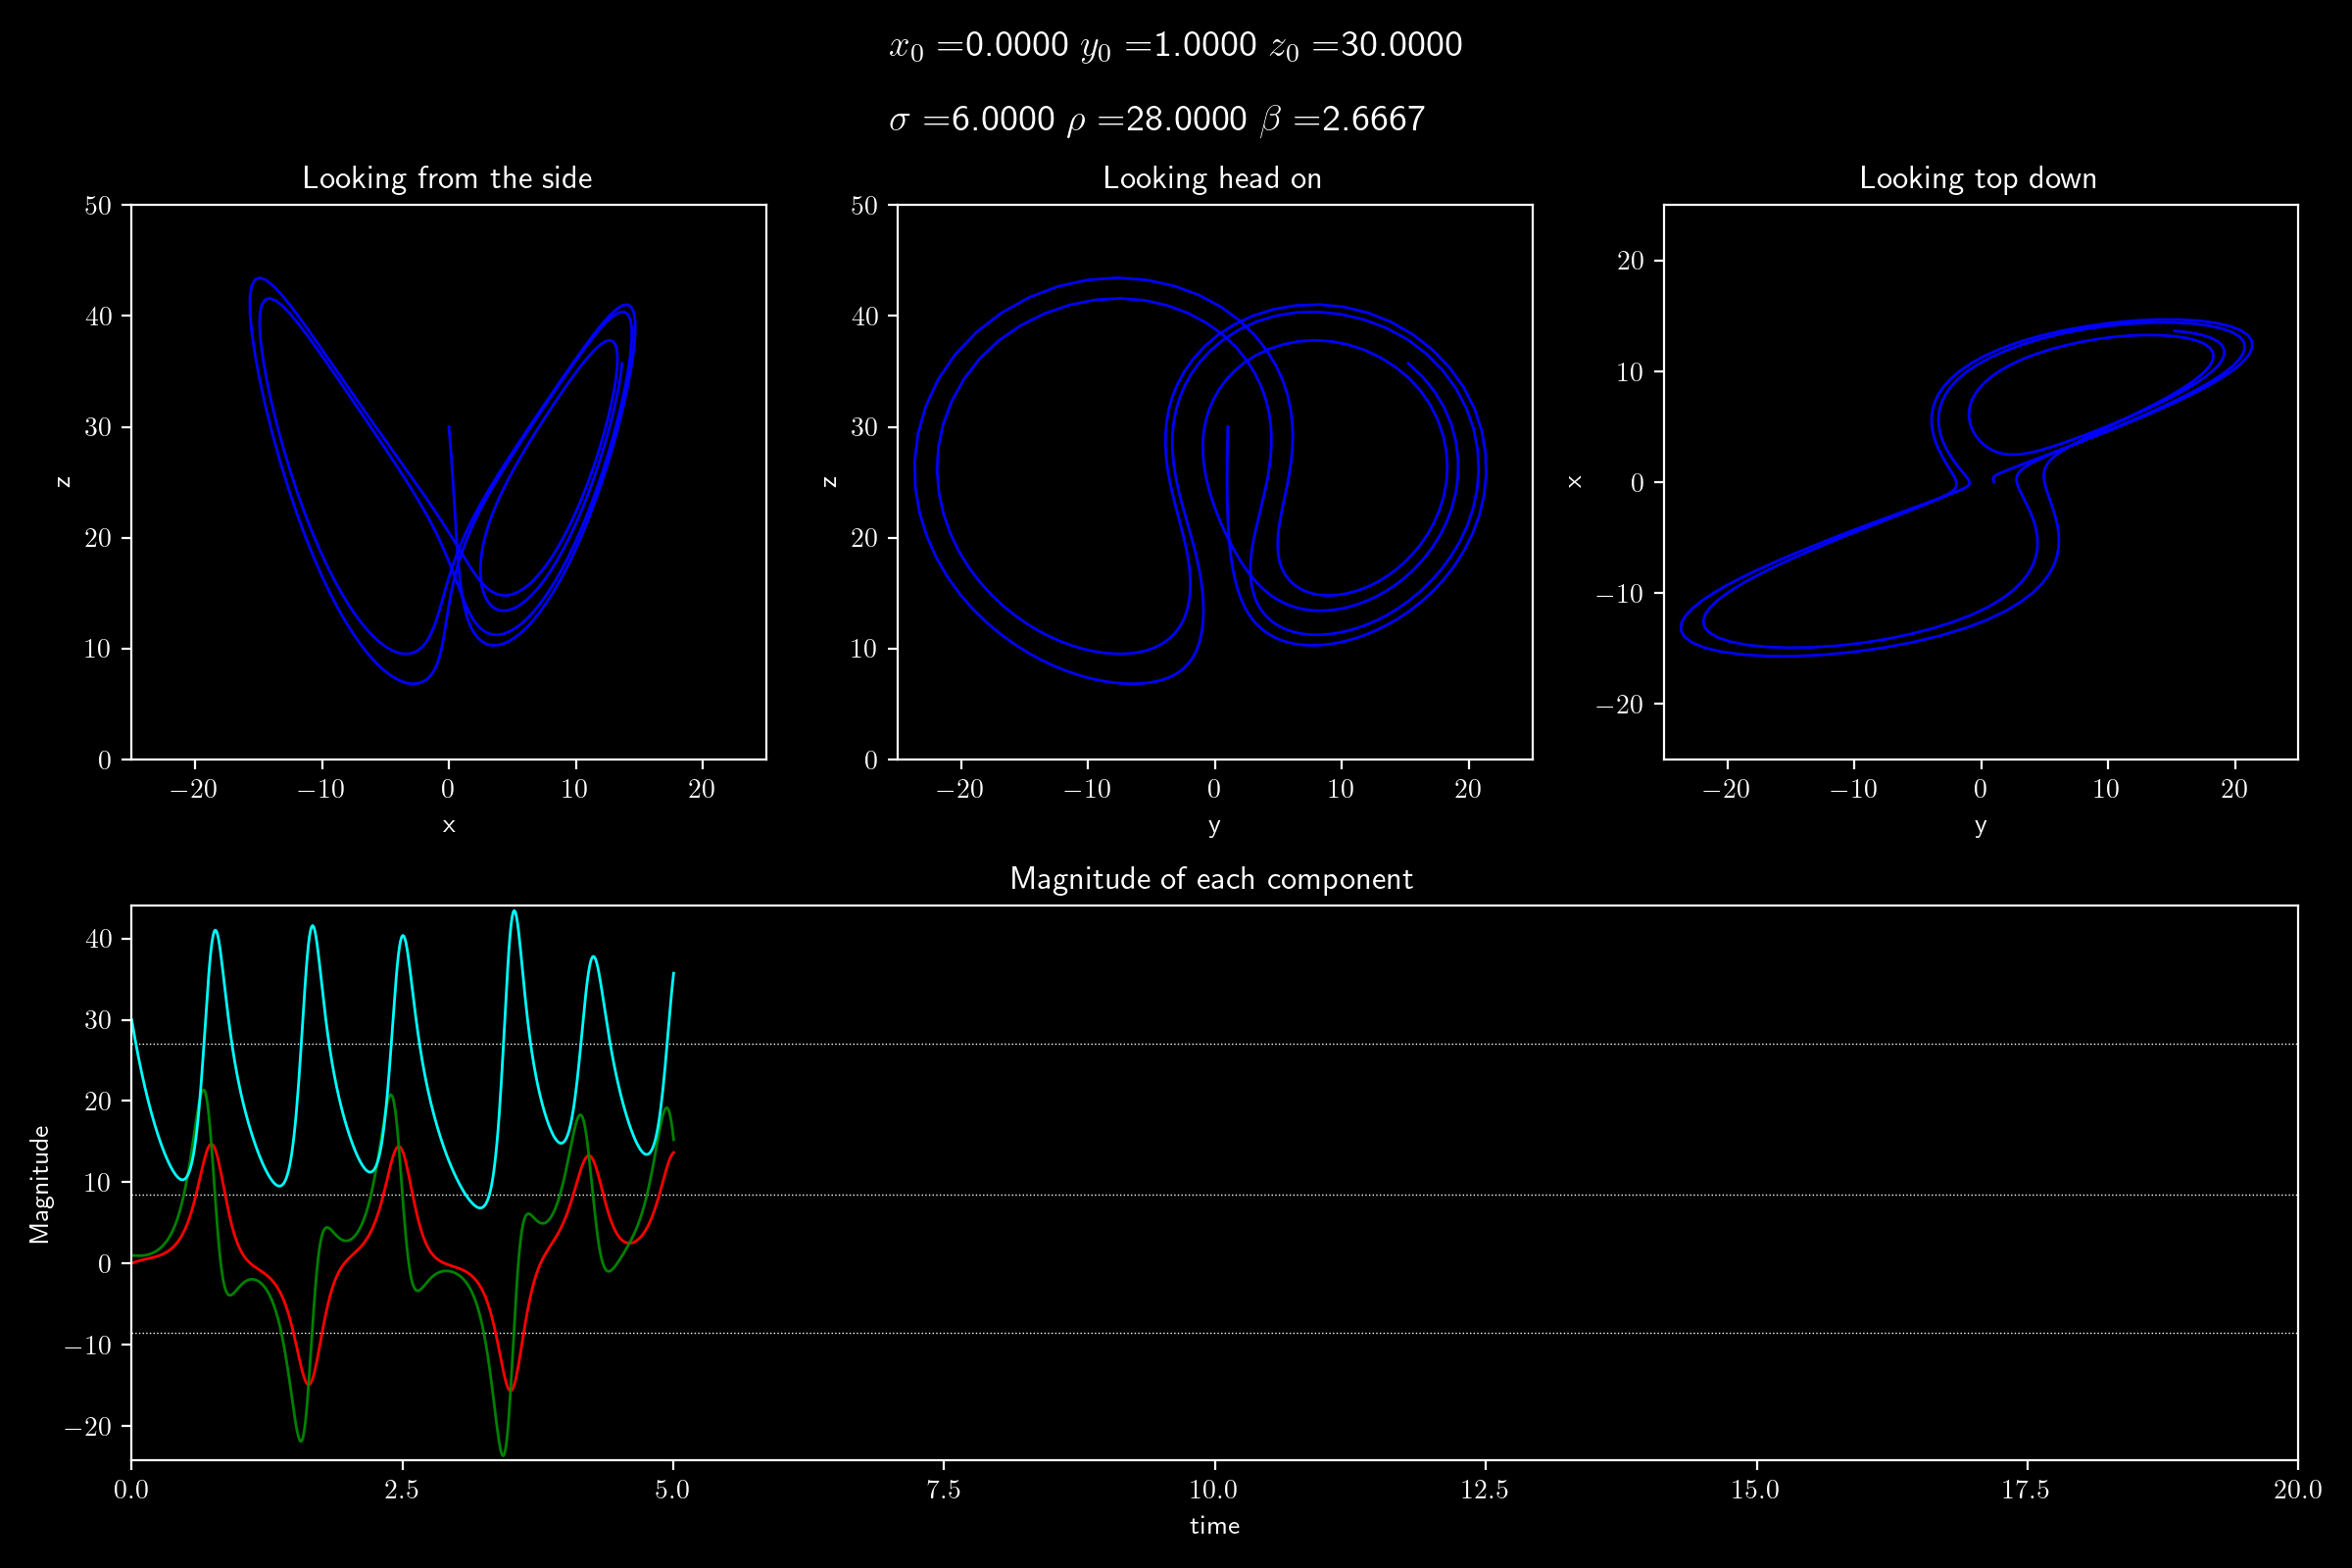 x₀ =0.0000 y₀ =1.0000 z₀ =30.0000
σ =6.0000 ρ =28.0000 β =2.6667
Looking from the side
50
40
30
20
10
0
z
−20 −10 0 10 20
x
Looking head on
50
40
30
20
10
0
z
−20 −10 0 10 20
y
Looking top down
20
10
0
−10
−20
x
−20 −10 0 10 20
y
Magnitude of each component
40
30
20
10
0
−10
−20
Magnitude
0.0 2.5 5.0 7.5 10.0 12.5 15.0 17.5 20.0
time